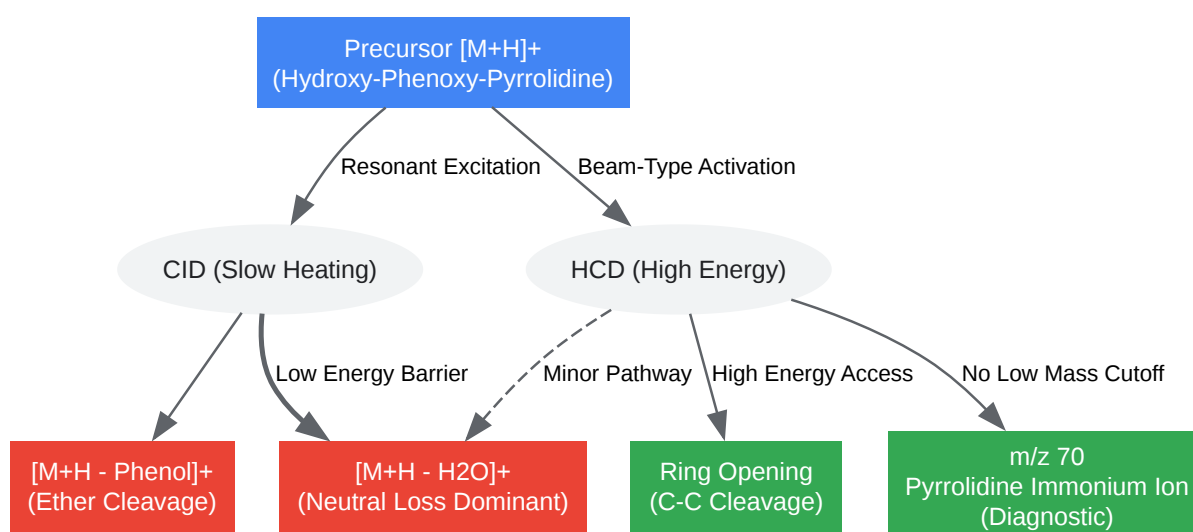 Precursor [M+H]+
(Hydroxy-Phenoxy-Pyrrolidine)
Resonant Excitation
Beam-Type Activation
CID (Slow Heating)
HCD (High Energy)
Low Energy Barrier
Minor Pathway
High Energy Access
No Low Mass Cutoff
[M+H - Phenol]+
(Ether Cleavage)
[M+H - H2O]+
(Neutral Loss Dominant)
Ring Opening
(C-C Cleavage)
m/z 70
Pyrrolidine Immonium Ion
(Diagnostic)